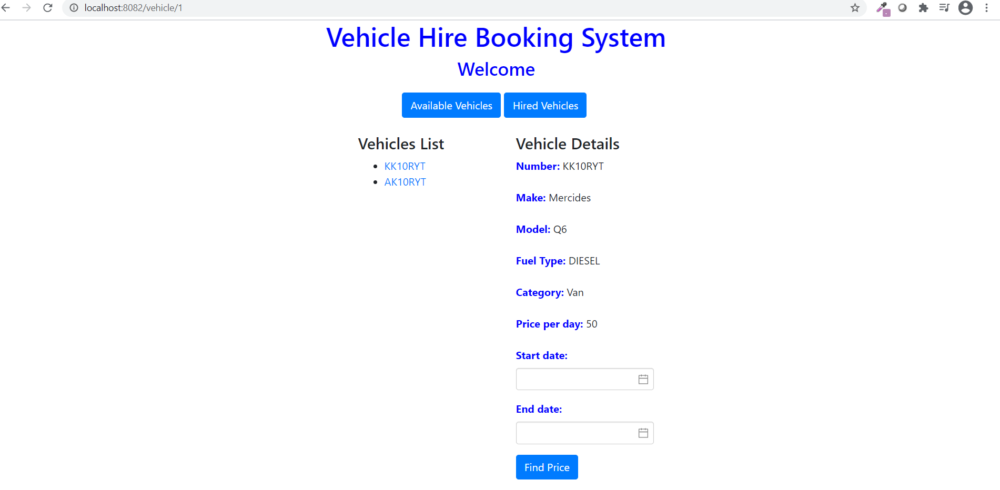 localhost:8082/vehicle/1
Vehicle Hire Booking System
Welcome
Available Vehicles
Hired Vehicles
Vehicles List
KK10RYT
AK10RYT
Vehicle Details
Number: KK10RYT
Make: Mercides
Model: Q6
Fuel Type: DIESEL
Category: Van
Price per day: 50
Start date:
End date:
Find Price